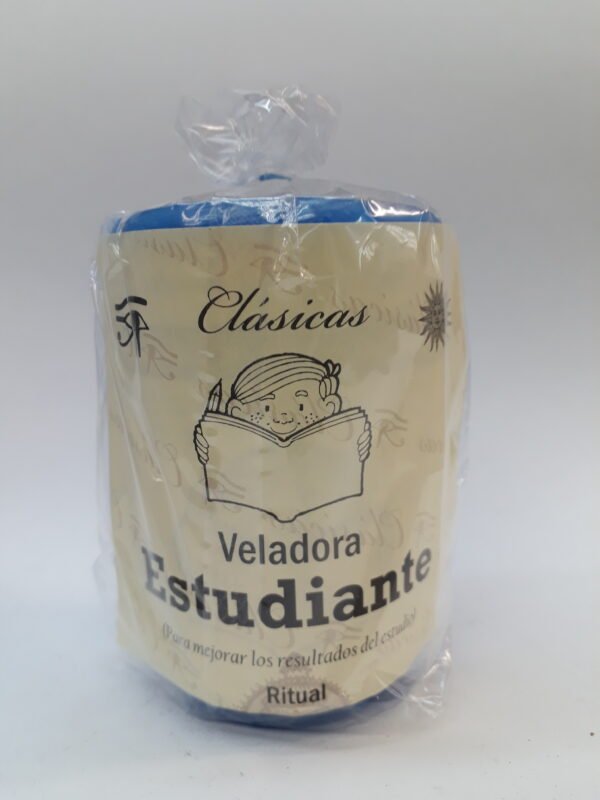 Clásicas
Veladora
Estudiante
(Para mejorar los resultados del estudio)
Ritual